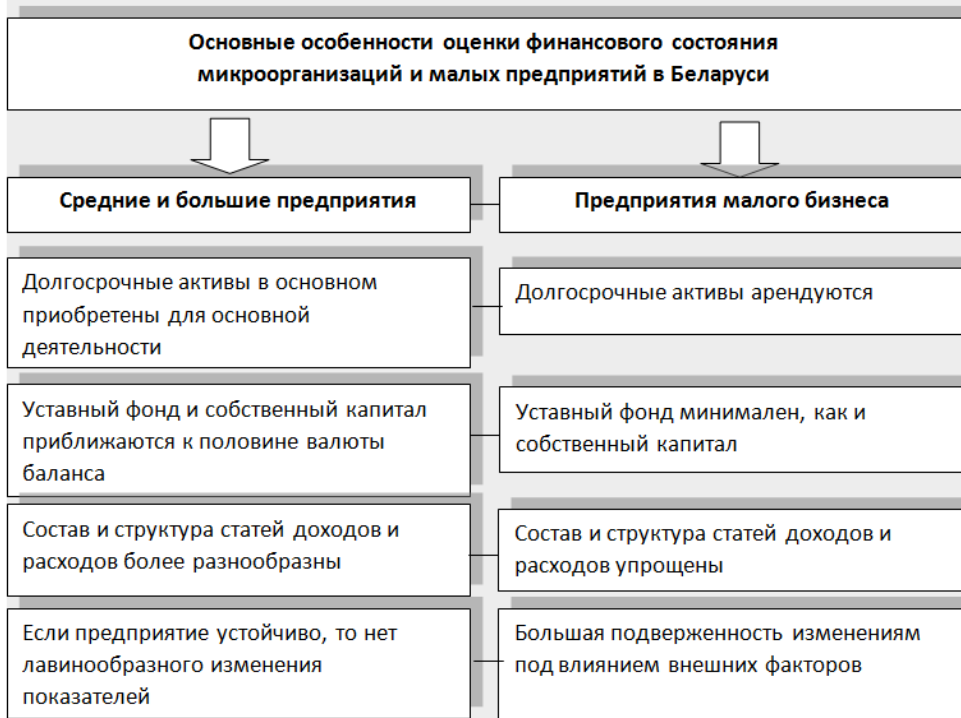 Основные особенности оценки финансового состояния
микроорганизаций и малых предприятий в Беларуси
Средние и большие предприятия
Предприятия малого бизнеса
Долгосрочные активы в основном
приобретены для основной
деятельности
Долгосрочные активы арендуются
Уставный фонд и собственный капитал
приближаются к половине валюты
баланса
Уставный фонд минимален, как и
собственный капитал
Состав и структура статей доходов и
расходов более разнообразны
Состав и структура статей доходов и
расходов упрощены
Если предприятие устойчиво, то нет
лавинообразного изменения
показателей
Большая подверженность изменениям
под влиянием внешних факторов